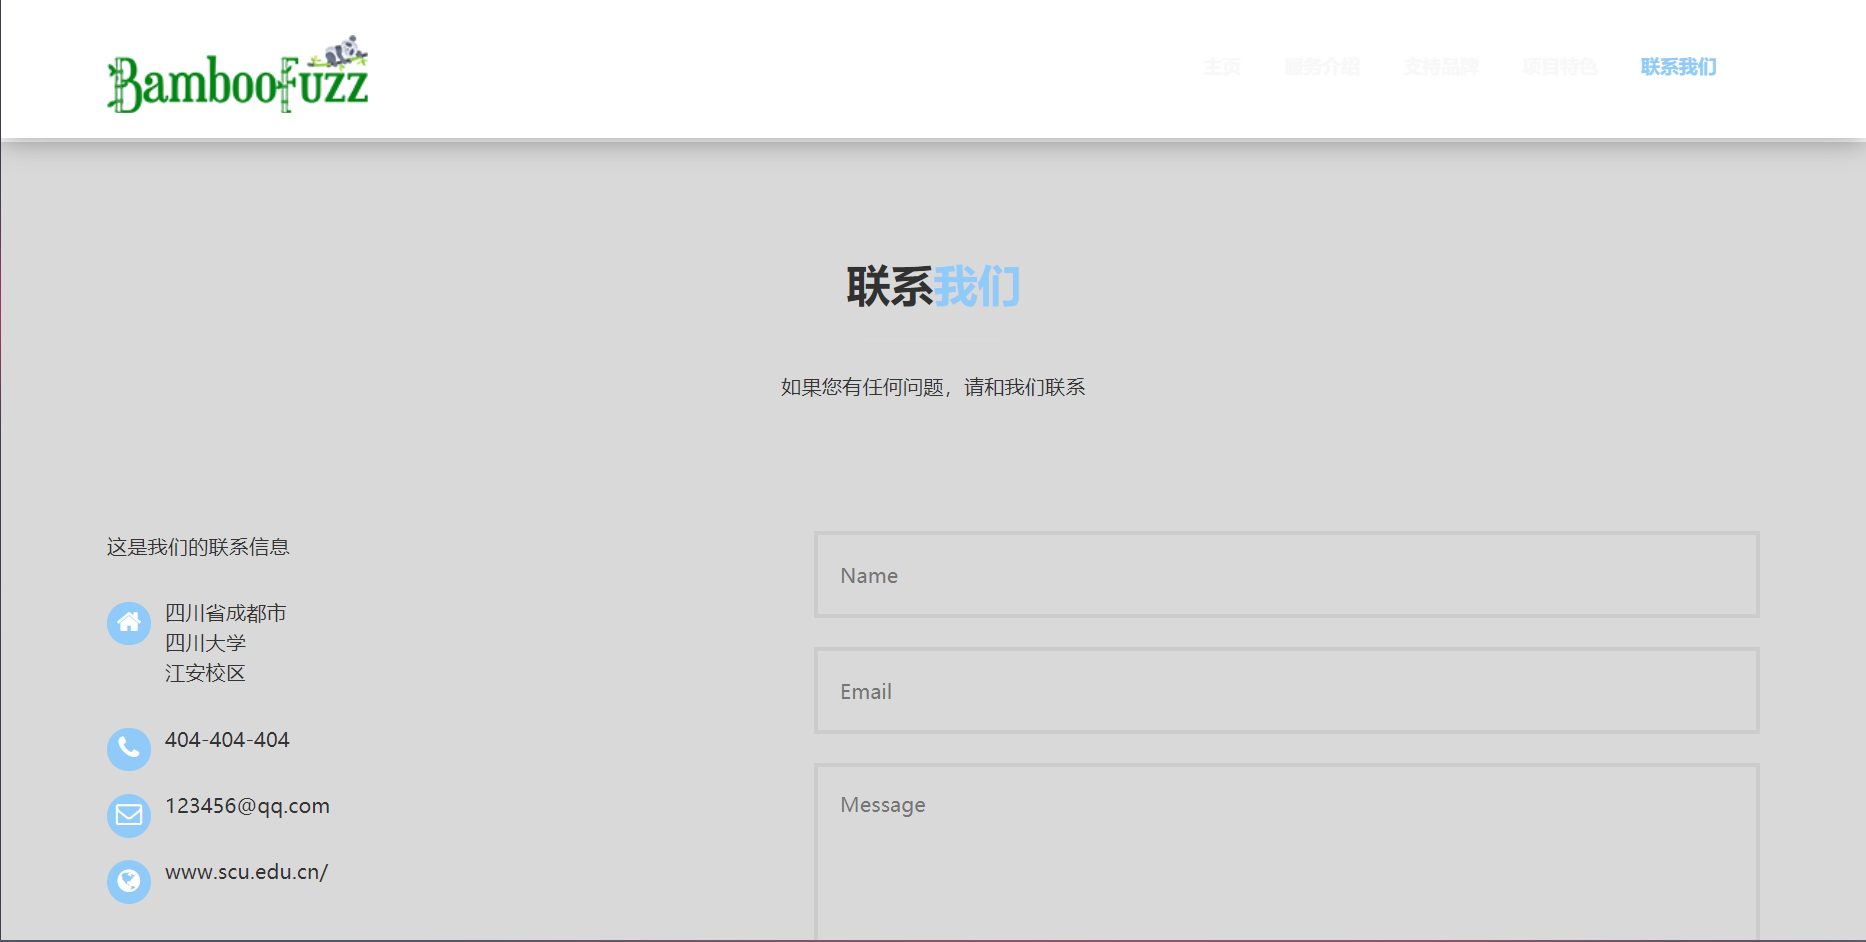 BambooFuzz
主页 服务介绍 支持品牌 项目特色 联系我们
联系我们
如果您有任何问题，请和我们联系
这是我们的联系信息
四川省成都市
四川大学
江安校区
404-404-404
123456@qq.com
www.scu.edu.cn/
Name
Email
Message